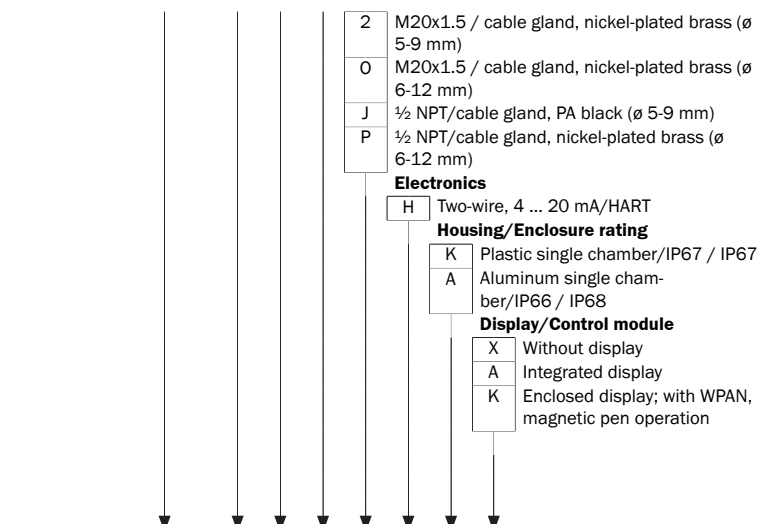 2 M20x1.5 / cable gland, nickel-plated brass (ø
5-9 mm)
O M20x1.5 / cable gland, nickel-plated brass (ø
6-12 mm)
J ½ NPT/cable gland, PA black (ø 5-9 mm)
P ½ NPT/cable gland, nickel-plated brass (ø
6-12 mm)
Electronics
H Two-wire, 4 ... 20 mA/HART
Housing/Enclosure rating
K Plastic single chamber/IP67 / IP67
A Aluminum single cham-
ber/IP66 / IP68
Display/Control module
X Without display
A Integrated display
K Enclosed display; with WPAN,
magnetic pen operation